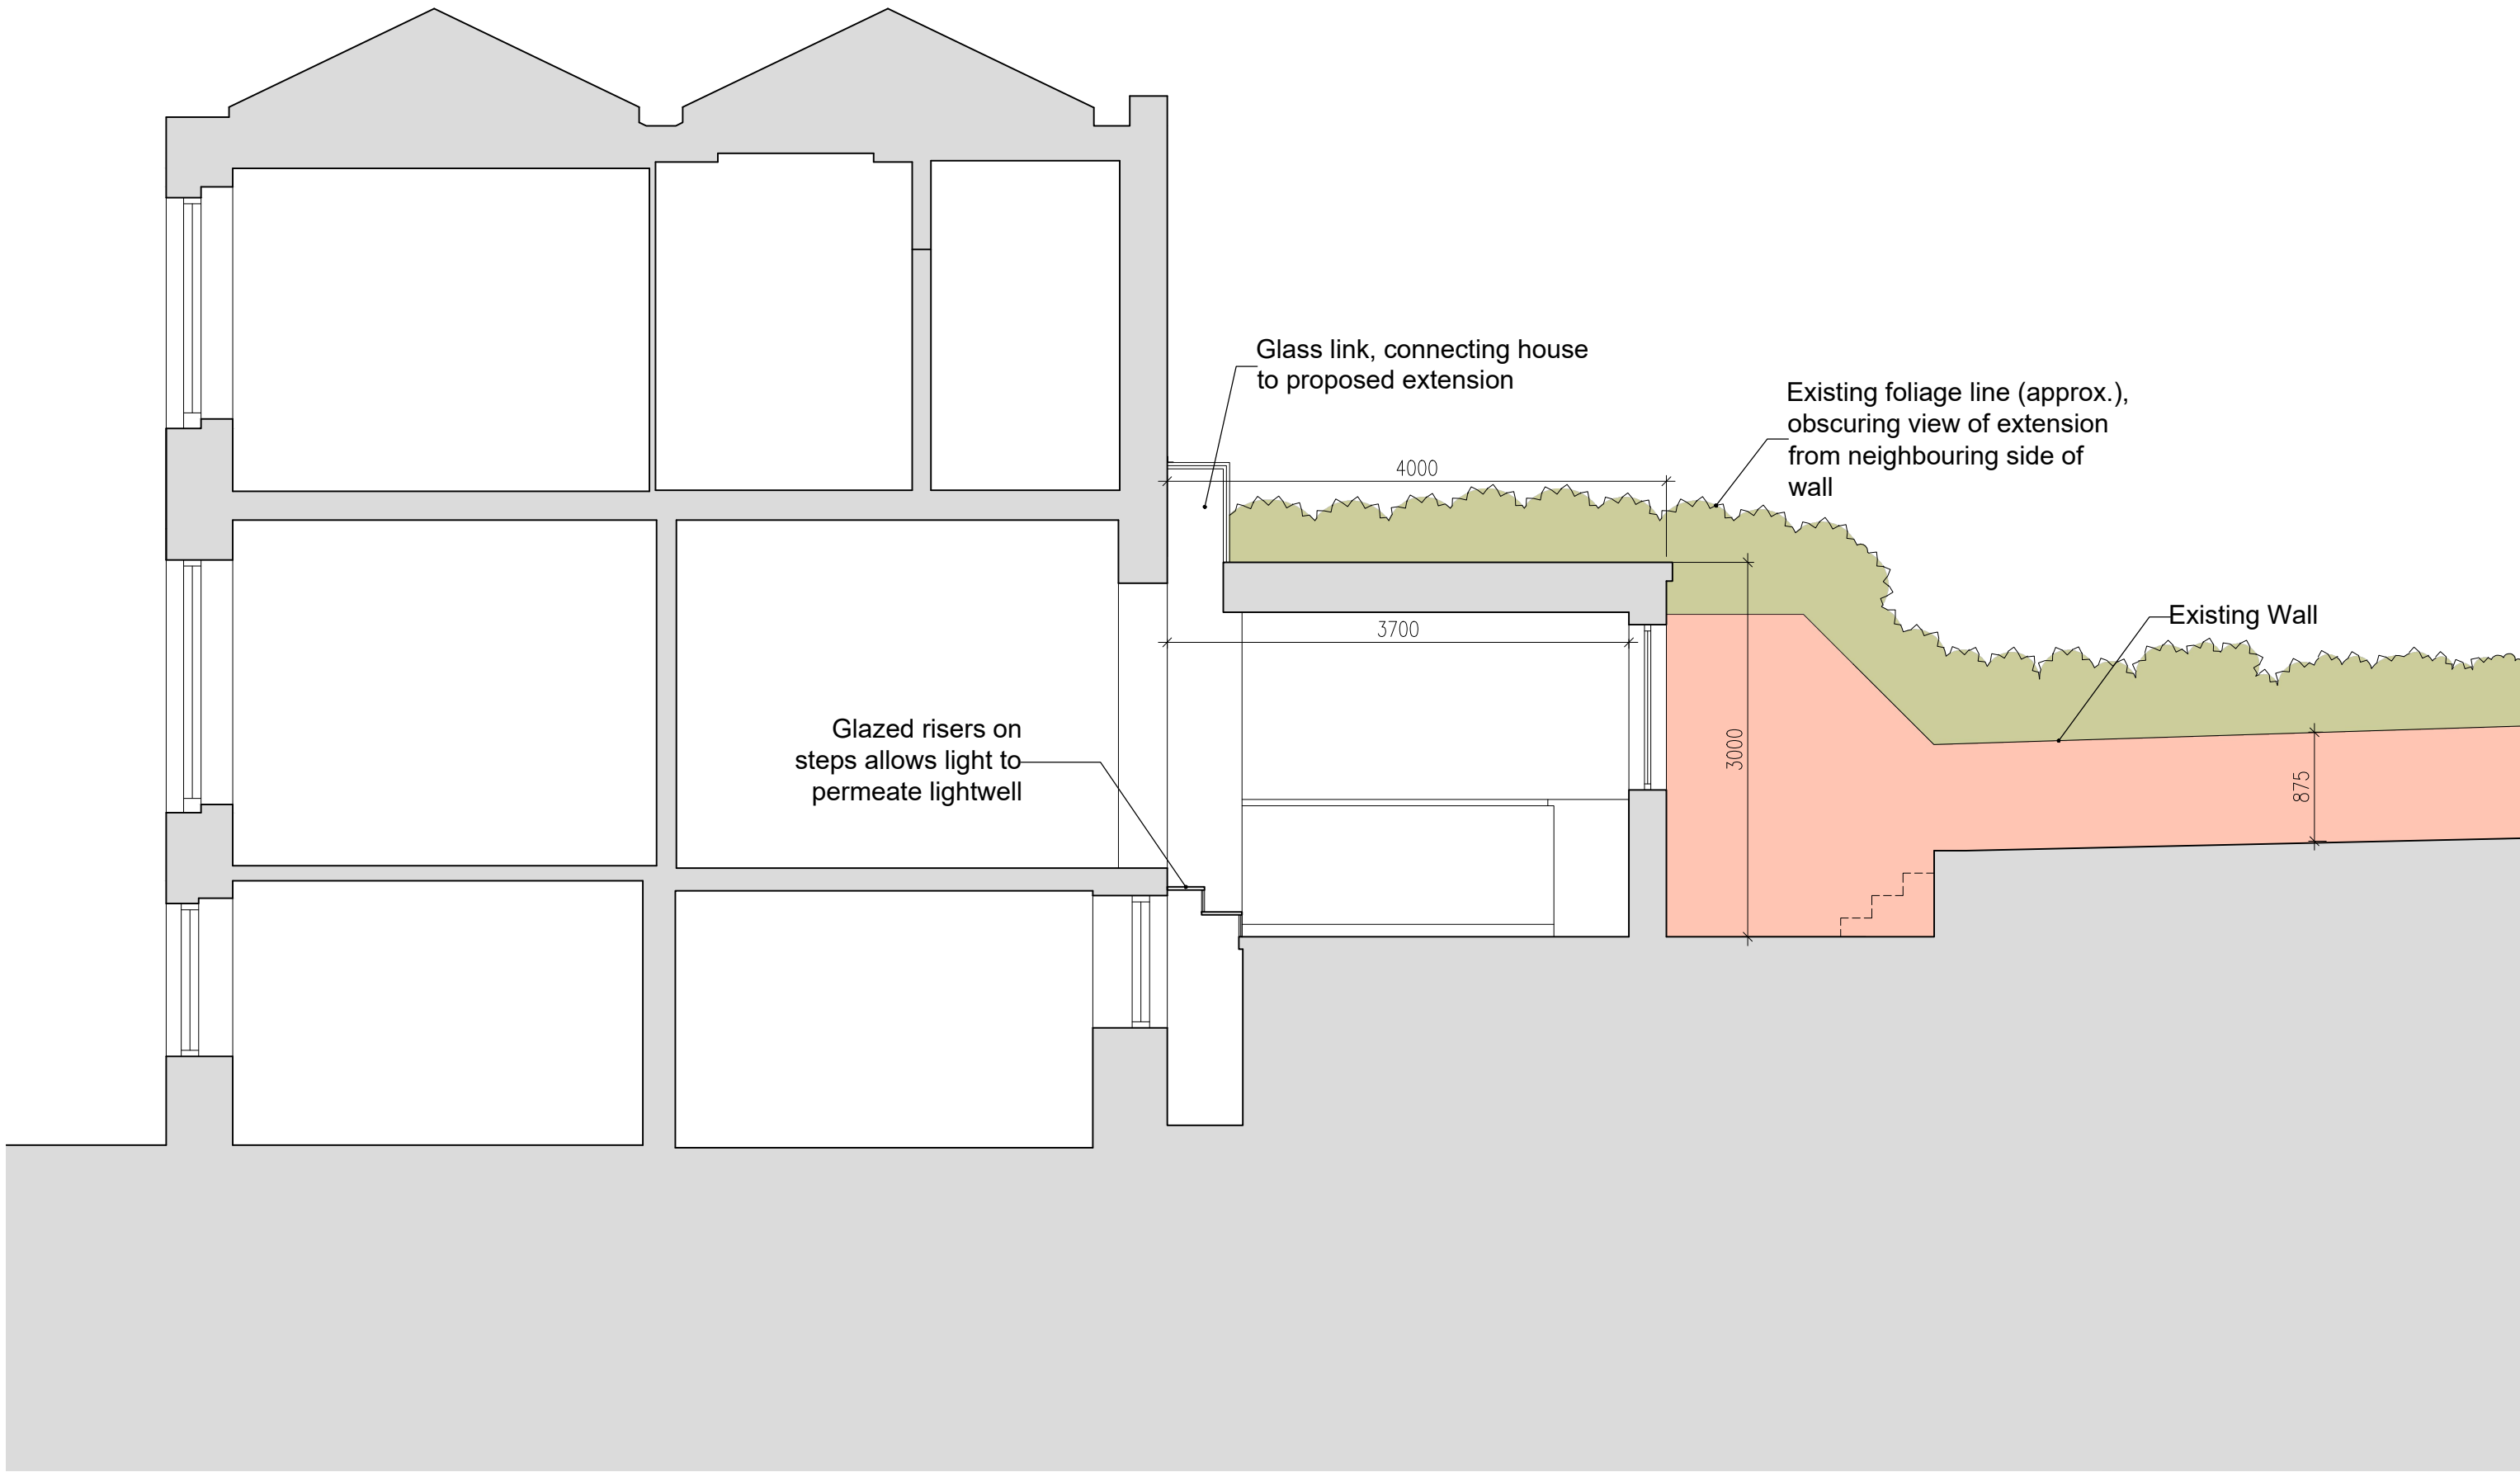 Glass link, connecting house
to proposed extension
Existing foliage line (approx.),
obscuring view of extension
from neighbouring side of
wall
4000
Existing Wall
3700
Glazed risers on
steps allows light to
permeate lightwell
3000
875